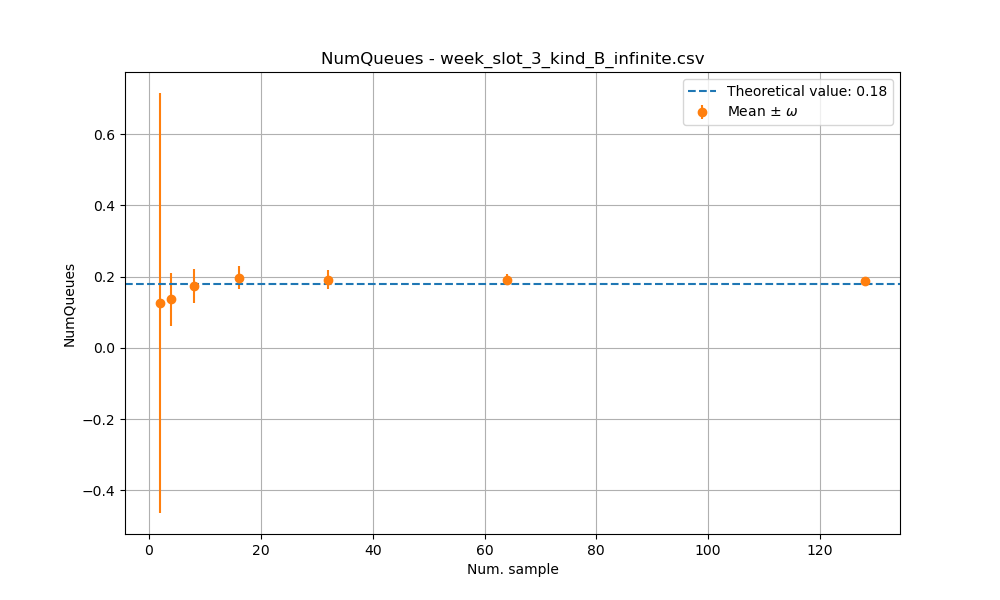 NumQueues - week_slot_3_kind_B_infinite.csv
Theoretical value: 0.18
Mean ± ω
NumQueues
0.6
0.4
0.2
0.0
−0.2
−0.4
0 20 40 60 80 100 120
Num. sample